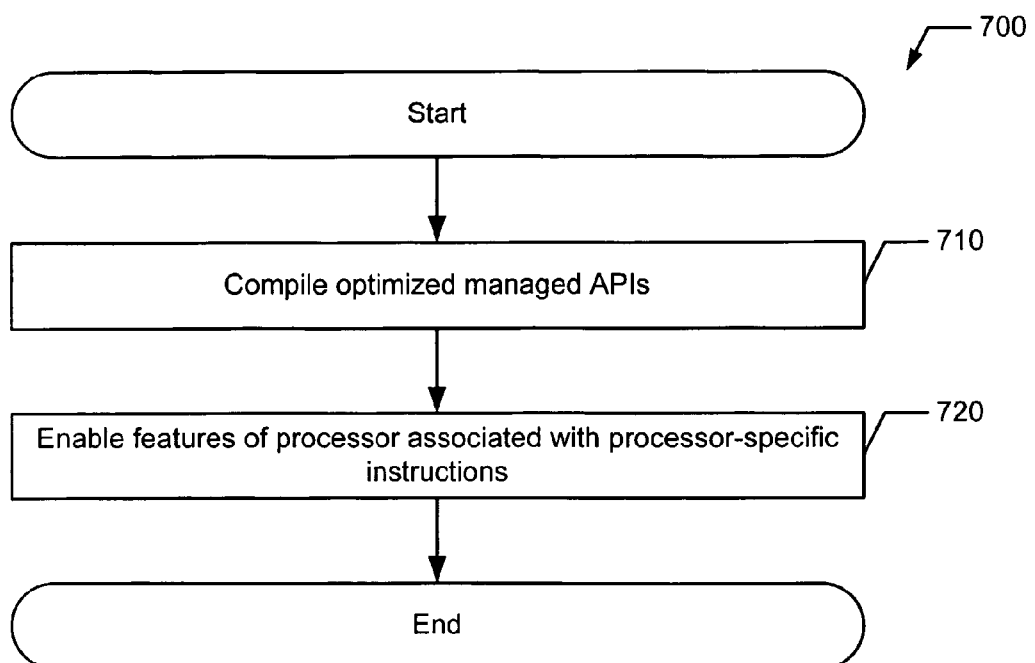 700
Start
710
Compile optimized managed APIs
720
Enable features of processor associated with processor-specific
instructions
End